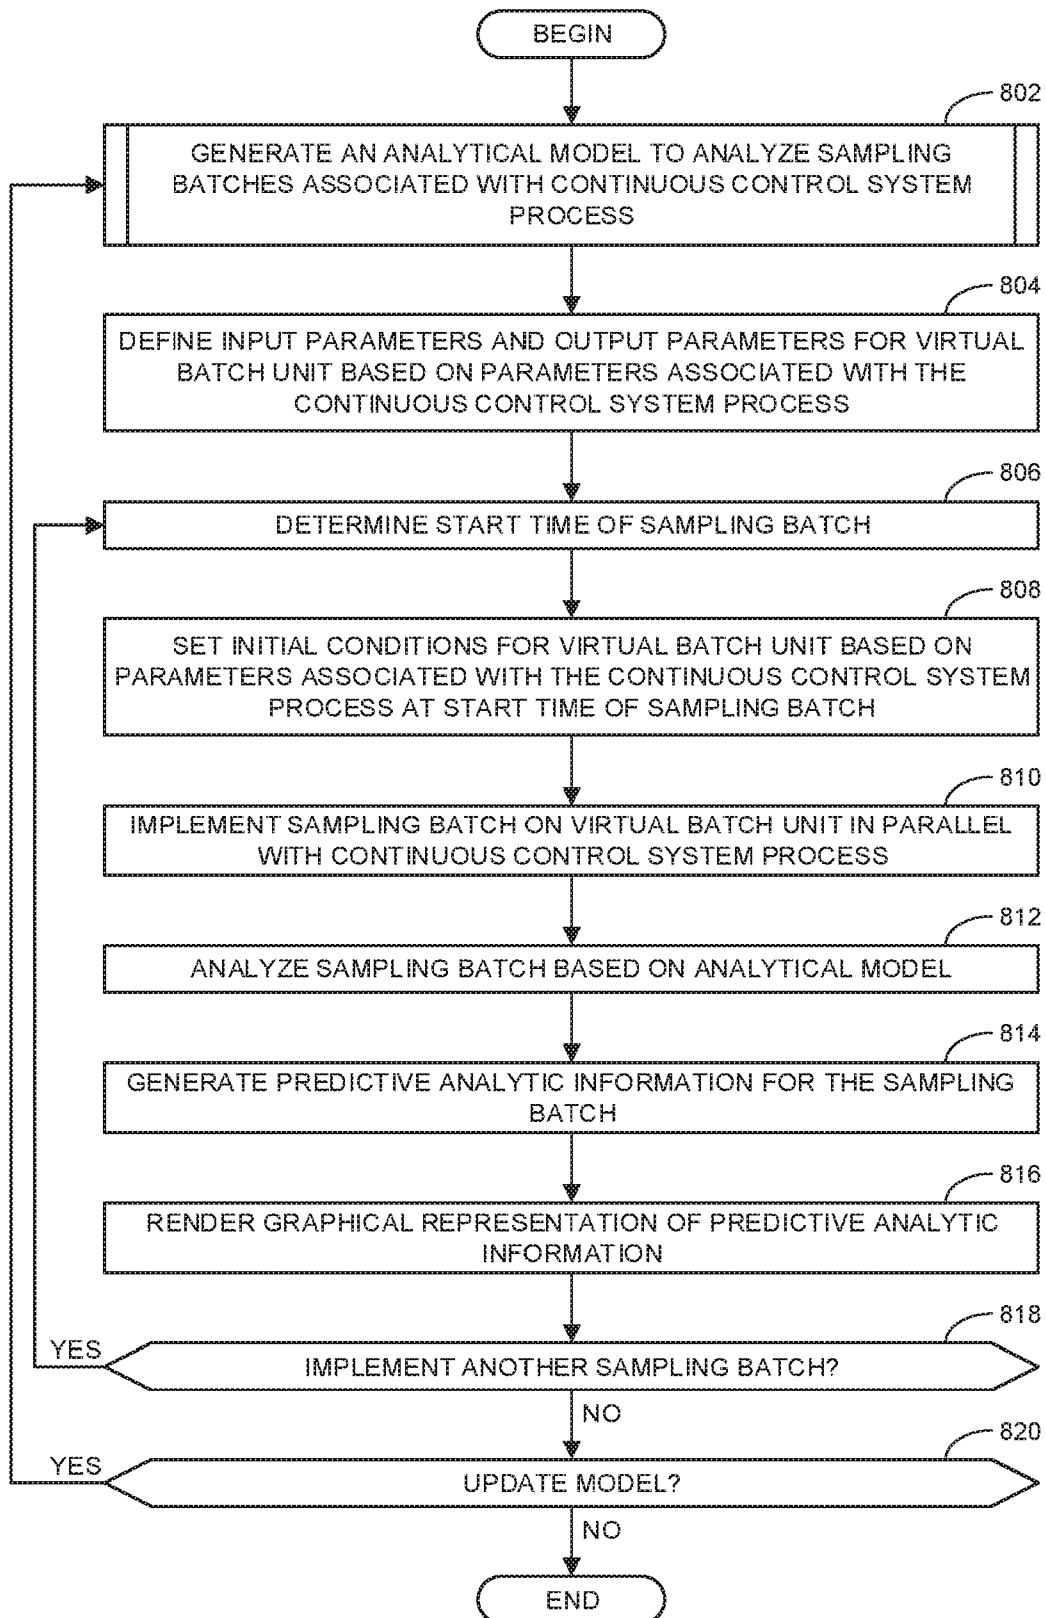 BEGIN
802
GENERATE AN ANALYTICAL MODEL TO ANALYZE SAMPLING
BATCHES ASSOCIATED WITH CONTINUOUS CONTROL SYSTEM
PROCESS
804
DEFINE INPUT PARAMETERS AND OUTPUT PARAMETERS FOR VIRTUAL
BATCH UNIT BASED ON PARAMETERS ASSOCIATED WITH THE
CONTINUOUS CONTROL SYSTEM PROCESS
806
DETERMINE START TIME OF SAMPLING BATCH
808
SET INITIAL CONDITIONS FOR VIRTUAL BATCH UNIT BASED ON
PARAMETERS ASSOCIATED WITH THE CONTINUOUS CONTROL SYSTEM
PROCESS AT START TIME OF SAMPLING BATCH
810
IMPLEMENT SAMPLING BATCH ON VIRTUAL BATCH UNIT IN PARALLEL
WITH CONTINUOUS CONTROL SYSTEM PROCESS
812
ANALYZE SAMPLING BATCH BASED ON ANALYTICAL MODEL
814
GENERATE PREDICTIVE ANALYTIC INFORMATION FOR THE SAMPLING
BATCH
816
RENDER GRAPHICAL REPRESENTATION OF PREDICTIVE ANALYTIC
INFORMATION
818
YES
IMPLEMENT ANOTHER SAMPLING BATCH?
NO
820
YES
UPDATE MODEL?
NO
END